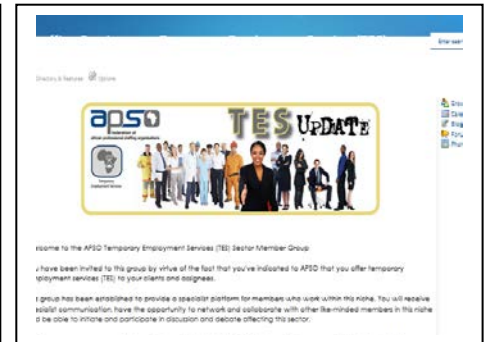 Enter sear
Directory & Features Options
apso
federation of
african professional staffing organisations
TES UPDATE
Temporary
Employment Services
elcome to the APSO Temporary Employment Services (TES) Sector Member Group
u have been invited to this group by virtue of the fact that you've indicated to APSO that you offer temporary
ployment services (TES) to your clients and assignees.
s group has been established to provide a specialist platform for members who work within this niche. You will receive
ecialist communication, have the opportunity to network and collaborate with other like-minded members in this niche
d be able to initiate and participate in discussion and debate affecting this sector.